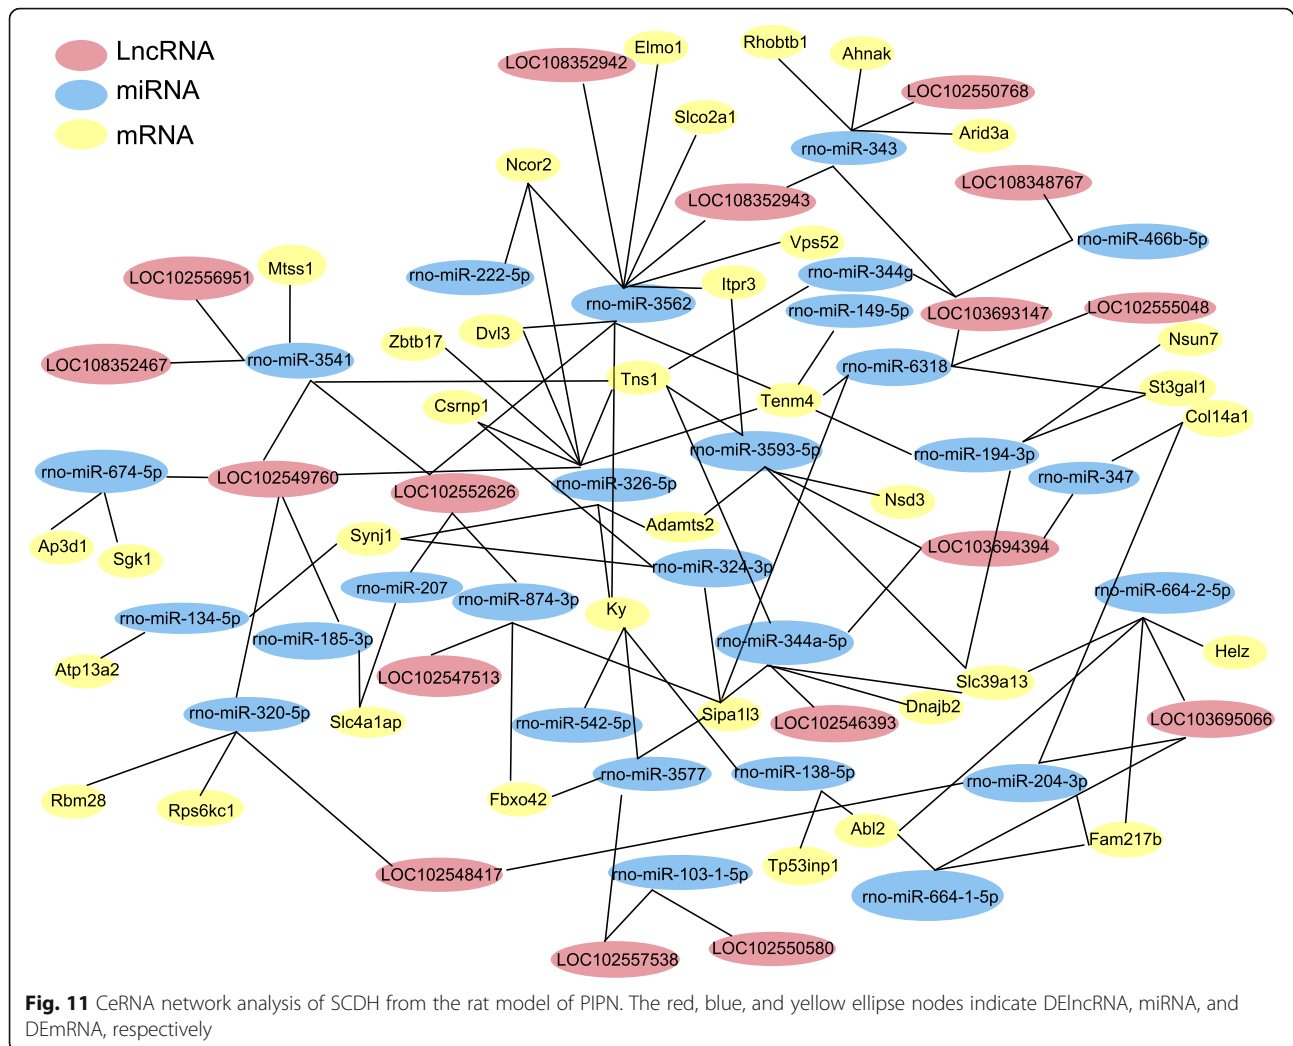 LncRNA
miRNA
mRNA
LOC108352942
Elmo1
Rhobtb1
Ahnak
LOC102550768
Slco2a1
Arid3a
rno-miR-343
Ncor2
LOC108348767
LOC108352943
Vps52
rno-miR-466b-5p
LOC102556951
Mtss1
rno-miR-222-5p
rno-miR-344g
Itpr3
rno-miR-3562
rno-miR-149-5p
LOC103693147
LOC102555048
Zbtb17
Dvl3
Nsun7
LOC108352467
rno-miR-3541
rno-miR-6318
Tns1
St3gal1
Csrnp1
Tenm4
Col14a1
rno-miR-3593-5p
rno-miR-194-3p
rno-miR-674-5p
LOC102549760
rno-miR-347
LOC102552626
rno-miR-326-5p
Nsd3
Adamts2
Ap3d1
Sgk1
Synj1
LOC103694394
rno-miR-324-3p
rno-miR-207
rno-miR-874-3p
rno-miR-664-2-5p
Ky
rno-miR-134-5p
rno-miR-185-3p
rno-miR-344a-5p
Helz
Atp13a2
LOC102547513
Slc39a13
rno-miR-320-5p
Slc4a1ap
rno-miR-542-5p
Sipa1l3
LOC102546393
Dnajb2
LOC103695066
rno-miR-3577
rno-miR-138-5p
rno-miR-204-3p
Rbm28
Rps6kc1
Fbxo42
Abl2
Fam217b
LOC102548417
rno-miR-103-1-5p
Tp53inp1
rno-miR-664-1-5p
LOC102557538
LOC102550580
Fig. 11 CeRNA network analysis of SCDH from the rat model of PIPN. The red, blue, and yellow ellipse nodes indicate DElncRNA, miRNA, and
DEmRNA, respectively